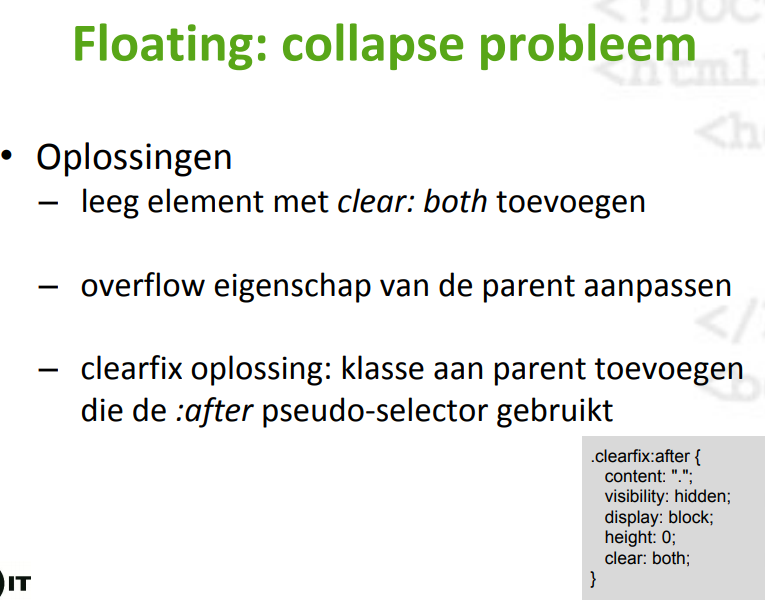 <!DOC
<html
Floating: collapse probleem
<h
• Oplossingen
– leeg element met clear: both toevoegen
– overflow eigenschap van de parent aanpassen
</
– clearfix oplossing: klasse aan parent toevoegen
<b
die de :after pseudo-selector gebruikt
.clearfix:after {
content: ".";
visibility: hidden;
display: block;
height: 0;
clear: both;
}
IT